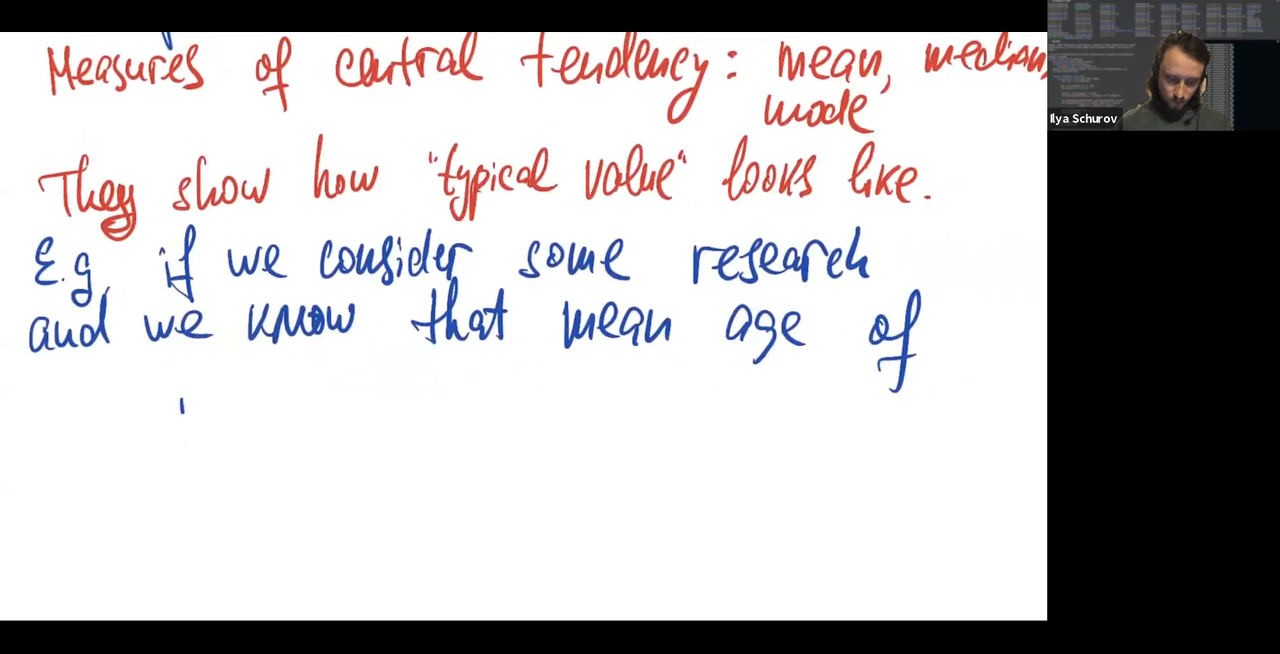 Measures of central tendency: mean, median,
mode
They show how "typical value" looks like.
E.g. if we consider some research
and we know that mean age of
Ilya Schurov